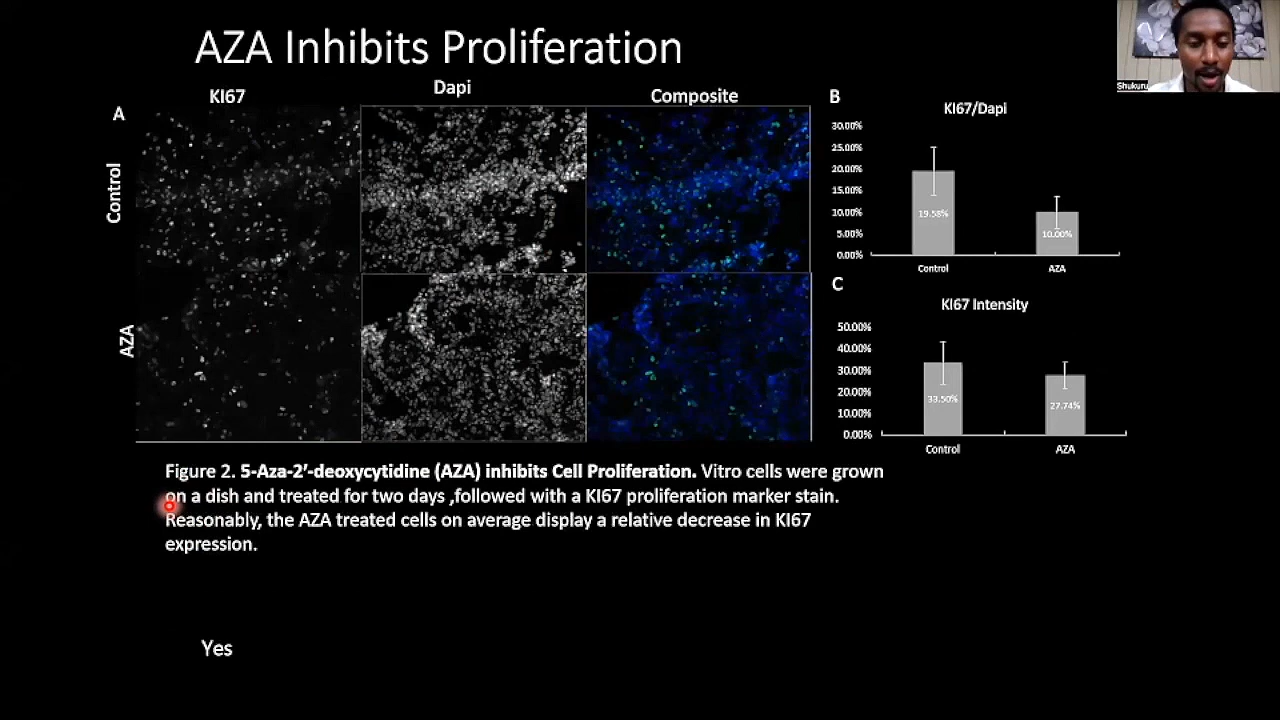 AZA Inhibits Proliferation
Shukuru
KI67
Dapi
Composite
A
Control
AZA
B
KI67/Dapi
30.00%
25.00%
20.00%
15.00%
10.00%
5.00%
0.00%
19.58%
10.00%
Control
AZA
C
KI67 Intensity
50.00%
40.00%
30.00%
20.00%
10.00%
0.00%
33.50%
27.74%
Control
AZA
Figure 2. 5-Aza-2’-deoxycytidine (AZA) inhibits Cell Proliferation. Vitro cells were grown
on a dish and treated for two days ,followed with a KI67 proliferation marker stain.
Reasonably, the AZA treated cells on average display a relative decrease in KI67
expression.
Yes